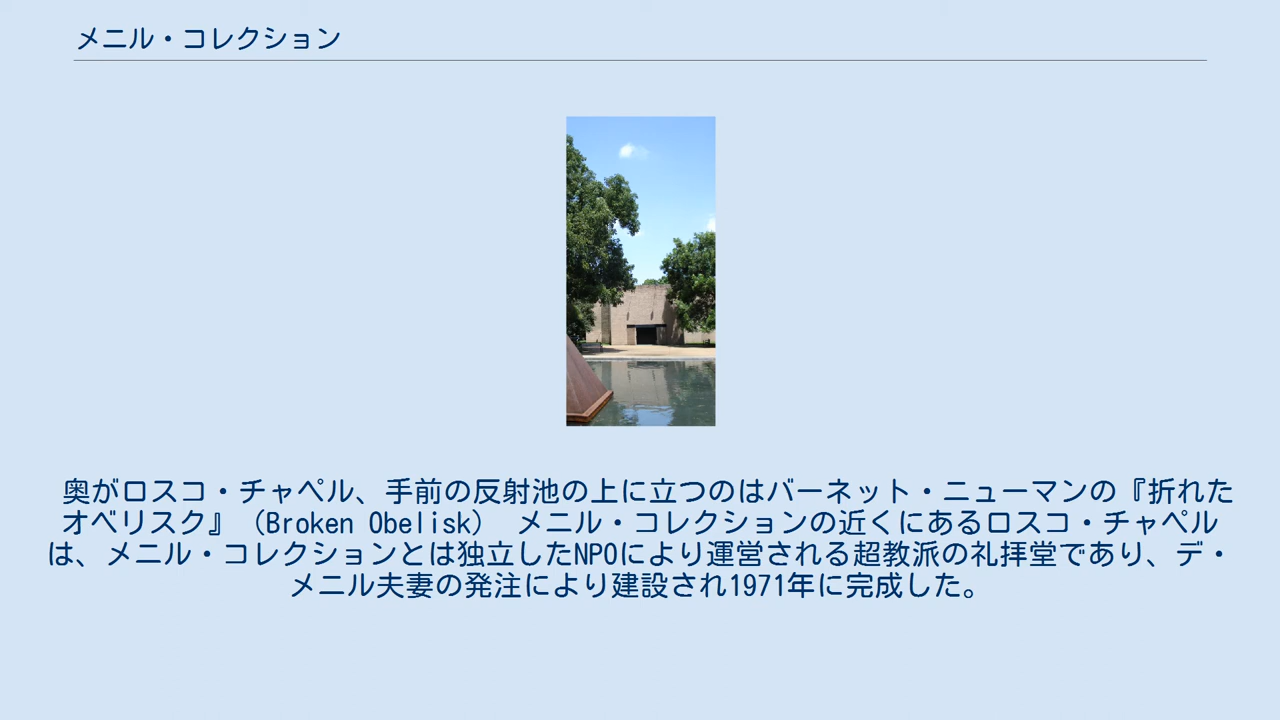 メニル・コレクション
奥がロスコ・チャペル、手前の反射池の上に立つのはバーネット・ニューマンの『折れた
オベリスク』（Broken Obelisk）　メニル・コレクションの近くにあるロスコ・チャペル
は、メニル・コレクションとは独立したNPOにより運営される超教派の礼拝堂であり、デ・
メニル夫妻の発注により建設され1971年に完成した。